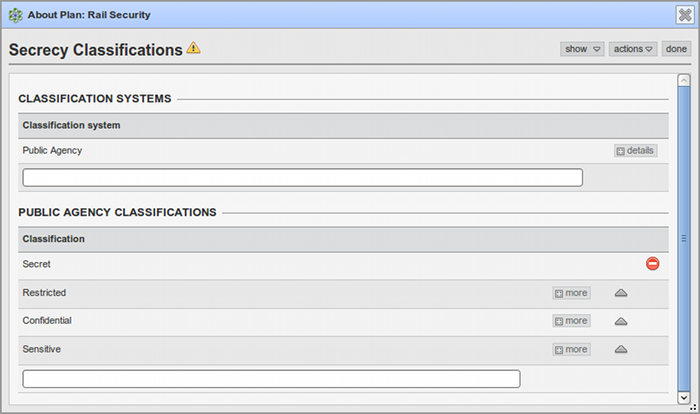 About Plan: Rail Security
Secrecy Classifications
show
actions
done
CLASSIFICATION SYSTEMS
Classification system
Public Agency
details
PUBLIC AGENCY CLASSIFICATIONS
Classification
Secret
Restricted
more
Confidential
more
Sensitive
more